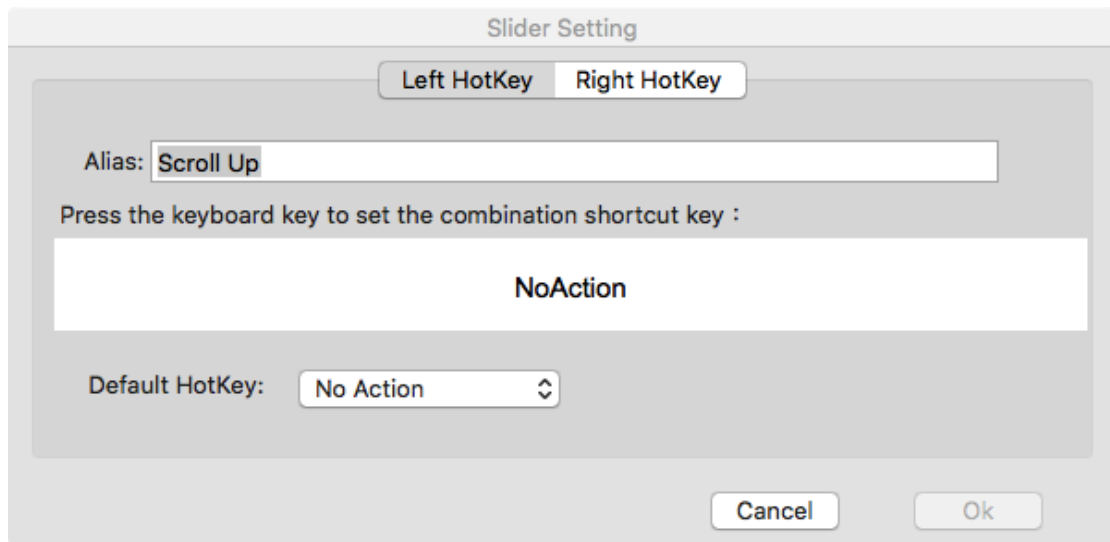 Slider Setting
Left HotKey Right HotKey
Alias: Scroll Up
Press the keyboard key to set the combination shortcut key：
NoAction
Default HotKey: No Action
Cancel Ok